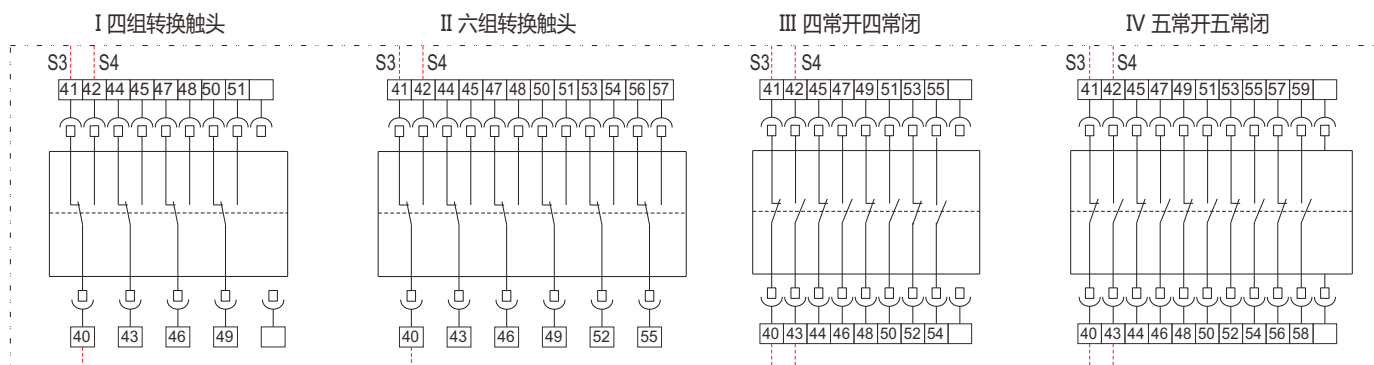 I 四组转换触头
II 六组转换触头
III 四常开四常闭
IV 五常开五常闭
S3 S4
S3 S4
S3 S4
S3 S4
41 42 44 45 47 48 50 51
41 42 44 45 47 48 50 51 53 54 56 57
41 42 45 47 49 51 53 55
41 42 45 47 49 51 53 55 57 59
40 43 46 49
40 43 46 49 52 55
40 43 44 46 48 50 52 54
40 43 44 46 48 50 52 54 56 58